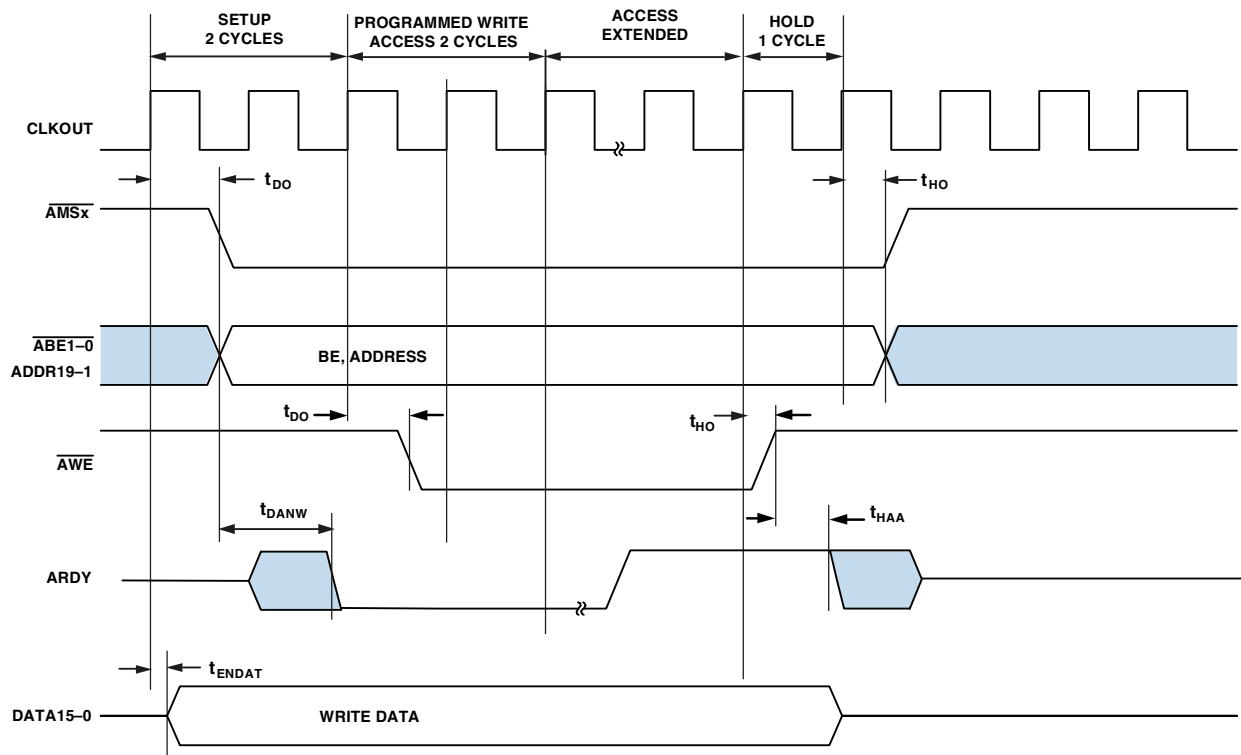 SETUP
2 CYCLES
PROGRAMMED WRITE
ACCESS 2 CYCLES
ACCESS
EXTENDED
HOLD
1 CYCLE
CLKOUT
tDO
tHO
AMSx
ABE1–0
ADDR19–1
BE, ADDRESS
tDO
tHO
AWE
tDANW
tHAA
ARDY
tENDAT
DATA15–0
WRITE DATA